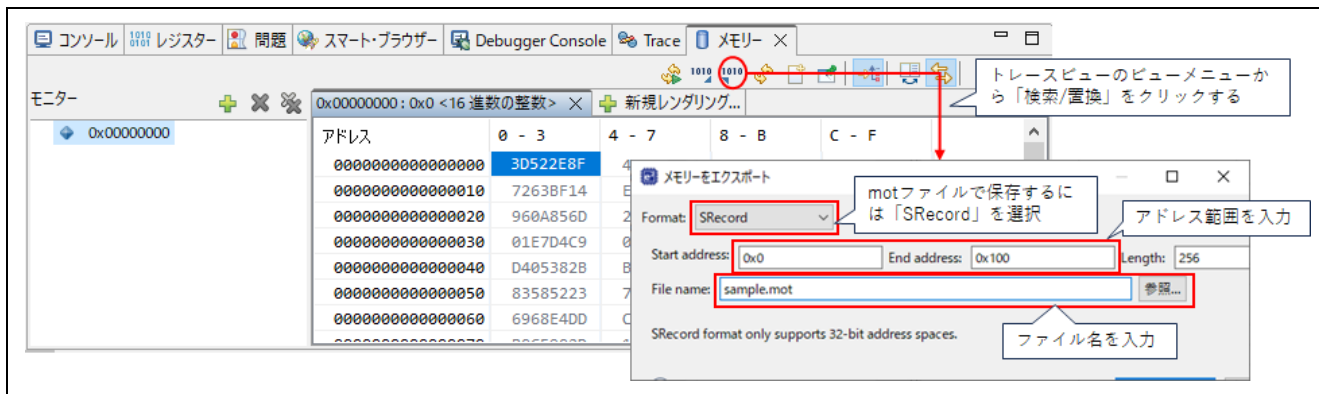 コンソール 1010 0101 レジスター 問題 スマート・ブラウザー Debugger Console Trace メモリー
1010 1010
トレースビューのビューメニューか
ら「検索/置換」をクリックする
モニター
0x00000000
0x00000000 : 0x0 <16 進数の整数> 新規レンダリング...
アドレス 0 - 3 4 - 7 8 - B C - F
0000000000000000 3D522E8F 4
0000000000000010 7263BF14 E
0000000000000020 960A856D 2
0000000000000030 01E7D4C9 0
0000000000000040 D405382B B
0000000000000050 83585223 7
0000000000000060 6968E4DD C
メモリーをエクスポート
motファイルで保存するに
は「SRecord」を選択
アドレス範囲を入力
Format: SRecord
Start address: 0x0 End address: 0x100 Length: 256
File name: sample.mot 参照...
SRecord format only supports 32-bit address spaces.
ファイル名を入力